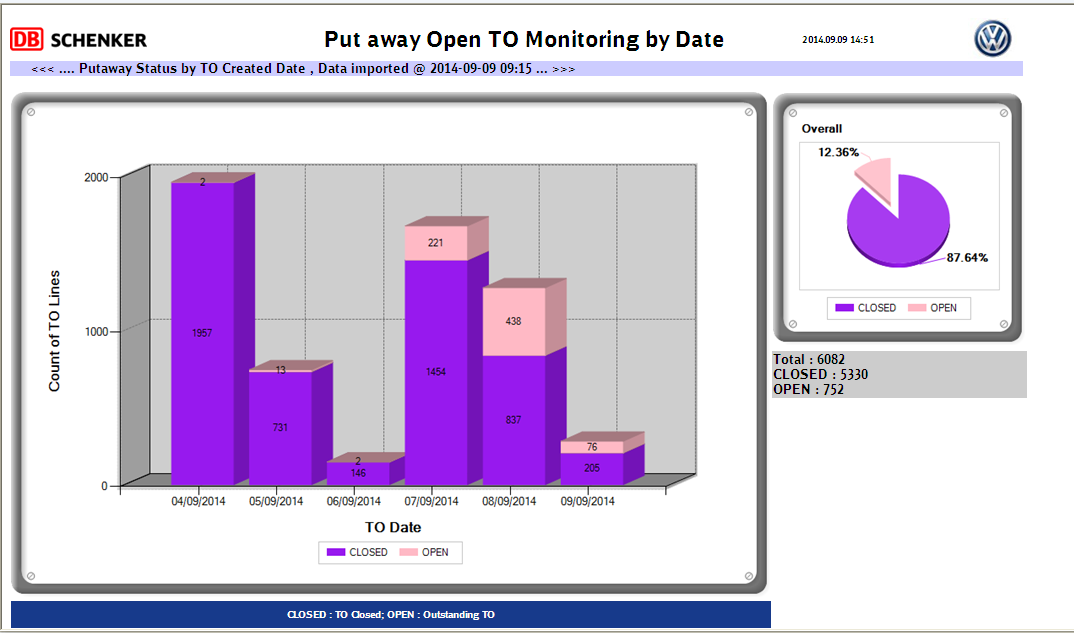 DB SCHENKER
Put away Open TO Monitoring by Date
2014.09.09 14:51
<<< .... Putaway Status by TO Created Date , Data imported @ 2014-09-09 09:15 ... >>>
Count of TO Lines
2000
1000
0
2
1957
13
731
2
146
221
1454
438
837
76
205
04/09/2014
05/09/2014
06/09/2014
07/09/2014
08/09/2014
09/09/2014
TO Date
CLOSED
OPEN
Overall
12.36%
87.64%
CLOSED
OPEN
Total : 6082
CLOSED : 5330
OPEN : 752
CLOSED : TO Closed; OPEN : Outstanding TO